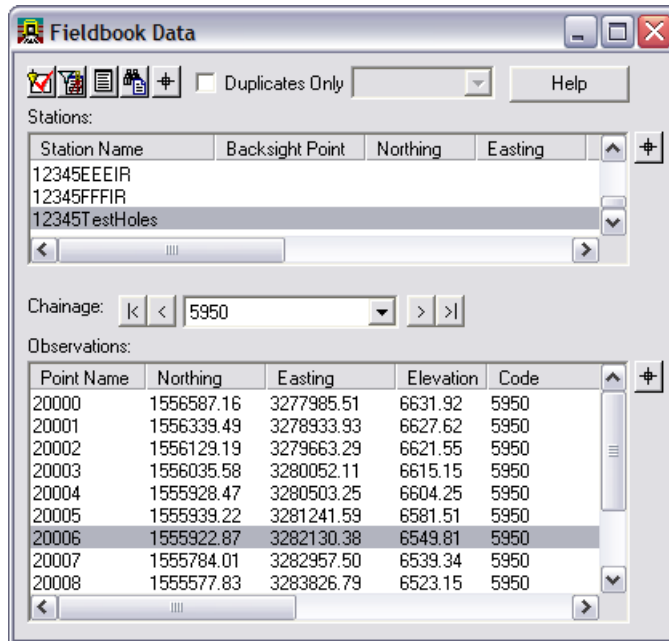 Fieldbook Data
Duplicates Only
Help
Stations:
Station Name Backsight Point Northing Easting
12345EEEIR
12345FFFIR
12345TestHoles
Chainage: |< < 5950 > >|
Observations:
Point Name Northing Easting Elevation Code
20000 1556587.16 3277985.51 6631.92 5950
20001 1556339.49 3278933.93 6627.62 5950
20002 1556129.19 3279663.29 6621.55 5950
20003 1556035.58 3280052.11 6615.15 5950
20004 1555928.47 3280503.25 6604.25 5950
20005 1555939.22 3281241.59 6581.51 5950
20006 1555922.87 3282130.38 6549.81 5950
20007 1555784.01 3282957.50 6539.34 5950
20008 1555577.83 3283826.79 6523.15 5950